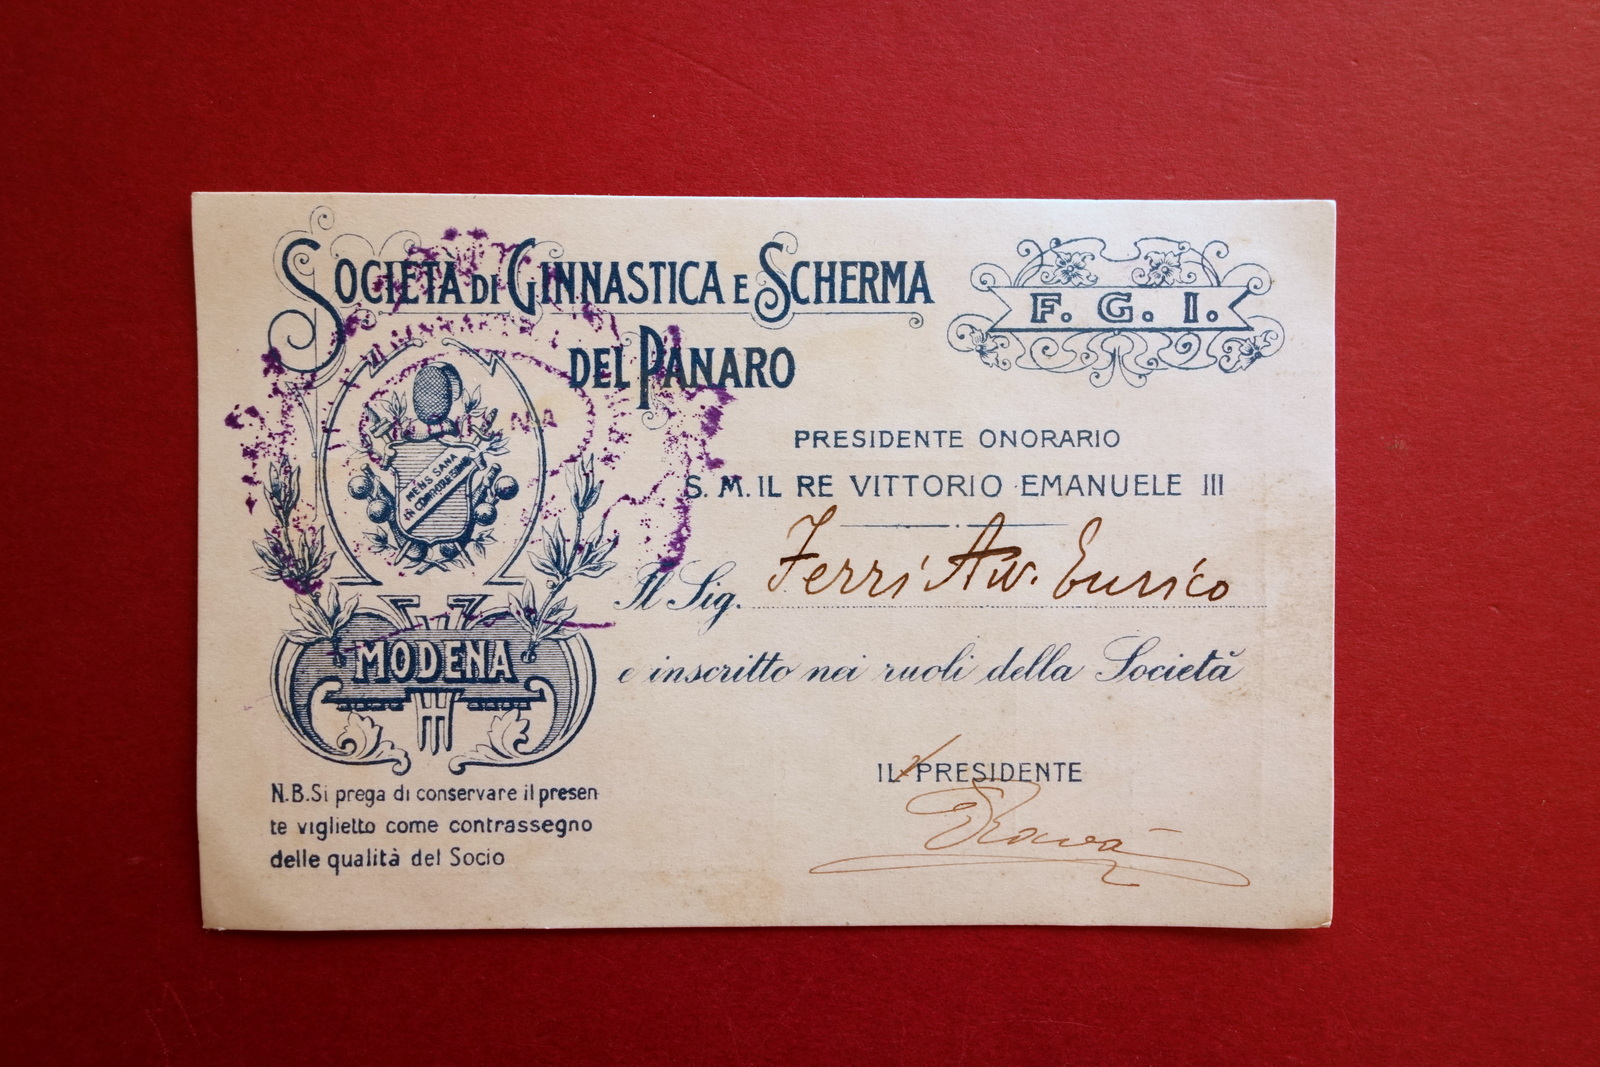 SOCIETÀ DI GINNASTICA E SCHERMA
DEL PANARO
F. G. I.
MODENA
MENS SANA
IN CORPORE SANO
PRESIDENTE ONORARIO
S. M. IL RE VITTORIO EMANUELE III
Il Sig. Ferri Avv. Enrico
e inscritto nei ruoli della Società
MODENA
IL PRESIDENTE
N.B. Si prega di conservare il presen
te viglietto come contrassegno
delle qualità del Socio